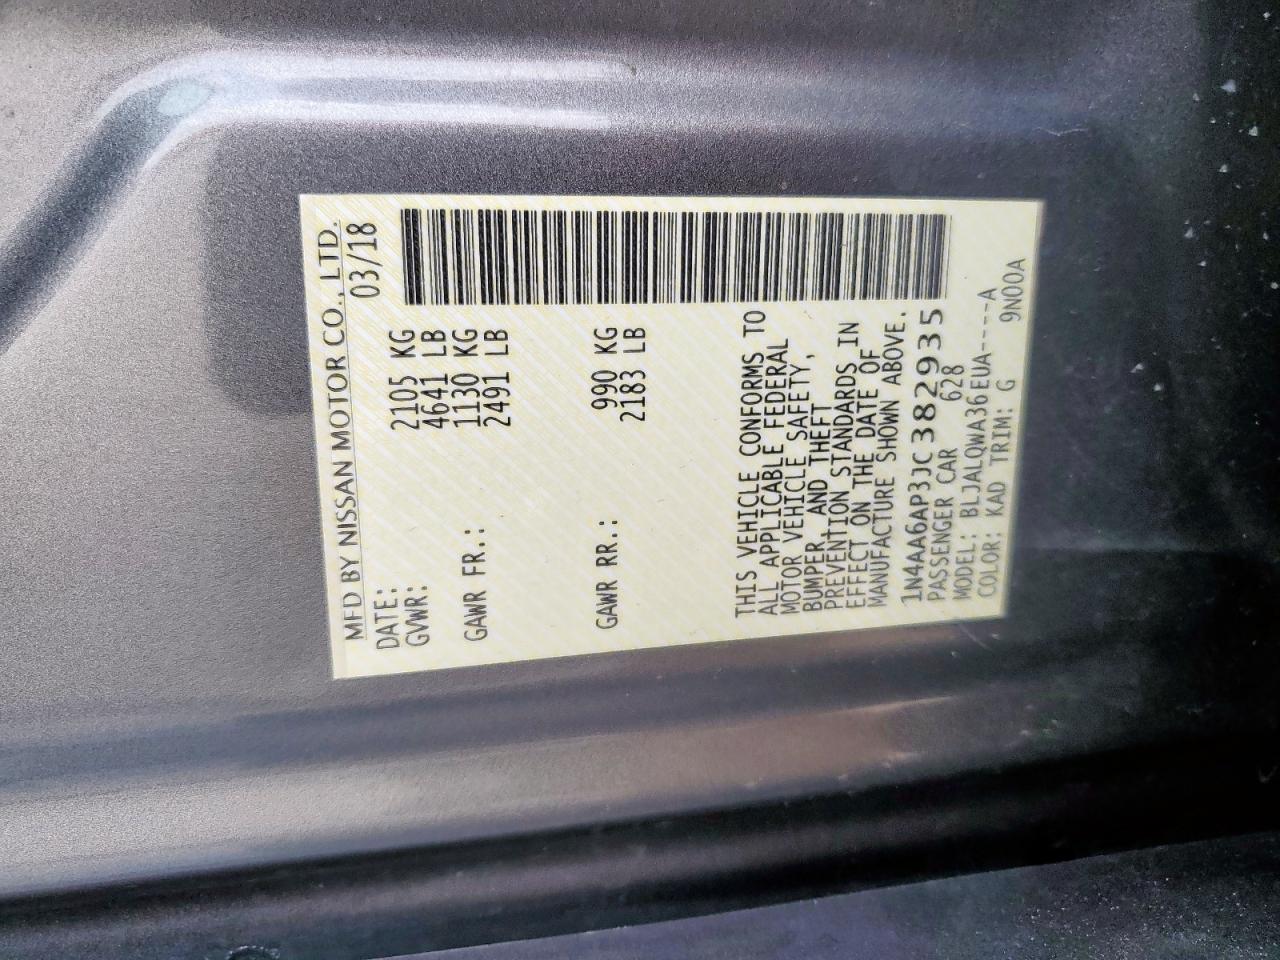 MFD BY NISSAN MOTOR CO., LTD.
DATE: 03/18
GVWR: 2105 KG
4641 LB
GAWR FR.: 1130 KG
2491 LB
GAWR RR.: 990 KG
2183 LB
THIS VEHICLE CONFORMS TO
ALL APPLICABLE FEDERAL
MOTOR VEHICLE SAFETY,
BUMPER, AND THEFT
PREVENTION STANDARDS IN
EFFECT ON THE DATE OF
MANUFACTURE SHOWN ABOVE.
1N4AA6AP3JC382935
PASSENGER CAR 628
MODEL: BLJALQWA36EUA----A
COLOR: KAD TRIM: G 9N00A